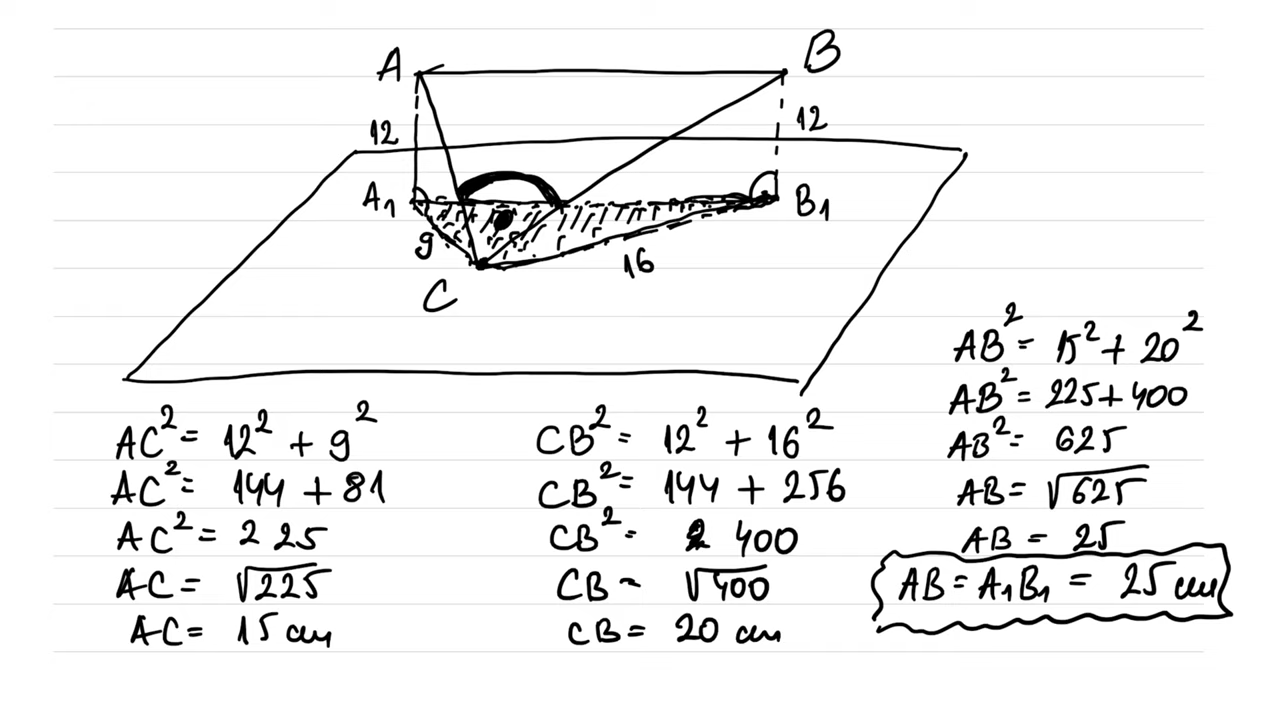 A B
12 12
A₁ B₁
9 16
C
AC² = 12² + 9²
AC² = 144 + 81
AC² = 225
AC = √225
AC = 15 cm
CB² = 12² + 16²
CB² = 144 + 256
CB² = 400
CB = √400
CB = 20 cm
AB² = 15² + 20²
AB² = 225 + 400
AB² = 625
AB = √625
AB = 25
AB = A₁B₁ = 25 cm